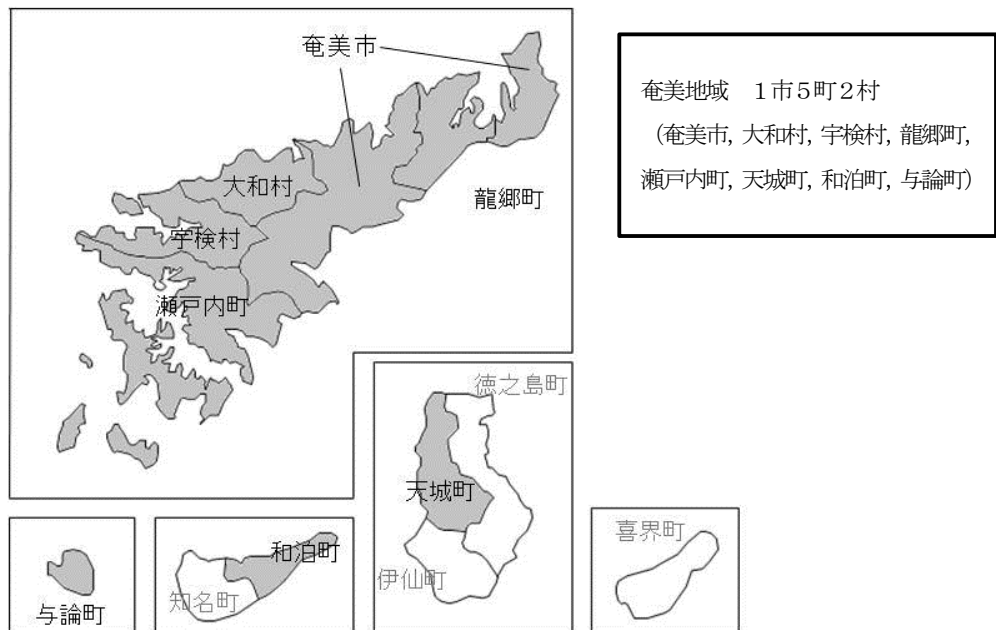 奄美市
奄美地域　1市5町2村
（奄美市, 大和村, 宇検村, 龍郷町,
瀬戸内町, 天城町, 和泊町, 与論町）
大和村
龍郷町
宇検村
瀬戸内町
徳之島町
天城町
伊仙町
喜界町
和泊町
知名町
与論町